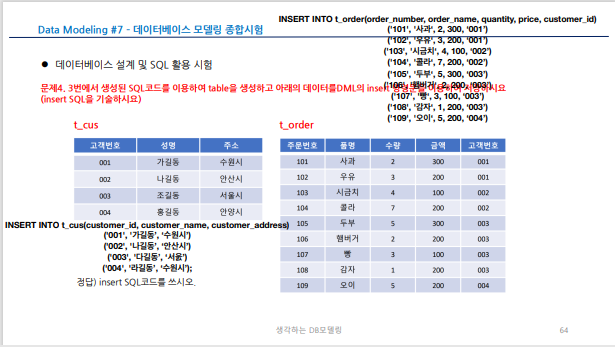 Data Modeling #7 - 데이터베이스 모델링 종합시험
INSERT INTO t_order(order_number, order_name, quantity, price, customer_id)
('101', '사과', 2, 300, '001')
('102', '우유', 3, 200, '001')
('103', '시금치', 4, 100, '002')
('104', '콜라', 7, 200, '002')
('105', '두부', 5, 300, '003')
('106', '햄버거', 2, 200, '003')
('107', '빵', 3, 100, '003')
('108', '감자', 1, 200, '003')
('109', '오이', 5, 200, '004')
● 데이터베이스 설계 및 SQL 활용 시험
문제4. 3번에서 생성된 SQL코드를 이용하여 table을 생성하고 아래의 데이터를DML의 insert 하시요
(insert SQL을 기술하시요)
t_cus
고객번호 성명 주소
001 가길동 수원시
002 나길동 안산시
003 조길동 서울시
004 홍길동 안양시
t_order
주문번호 품명 수량 금액 고객번호
101 사과 2 300 001
102 우유 3 200 001
103 시금치 4 100 002
104 콜라 7 200 002
105 두부 5 300 003
106 햄버거 2 200 003
107 빵 3 100 003
108 감자 1 200 003
109 오이 5 200 004
INSERT INTO t_cus(customer_id, customer_name, customer_address)
('001', '가길동', '수원시')
('002', '나길동', '안산시')
('003', '다길동', '서울')
('004', '라길동', '수원시');
정답) insert SQL코드를 쓰시오.
생각하는 DB모델링
64